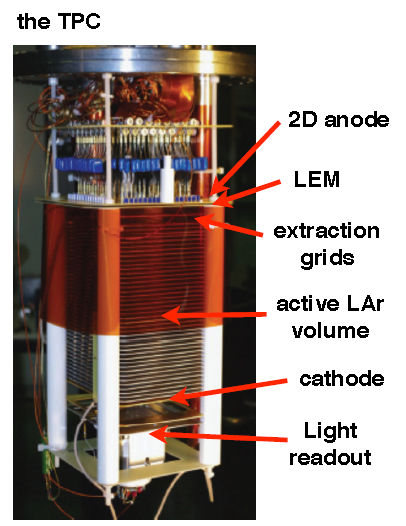 the TPC
2D anode
LEM
extraction
grids
active LAr
volume
cathode
Light
readout